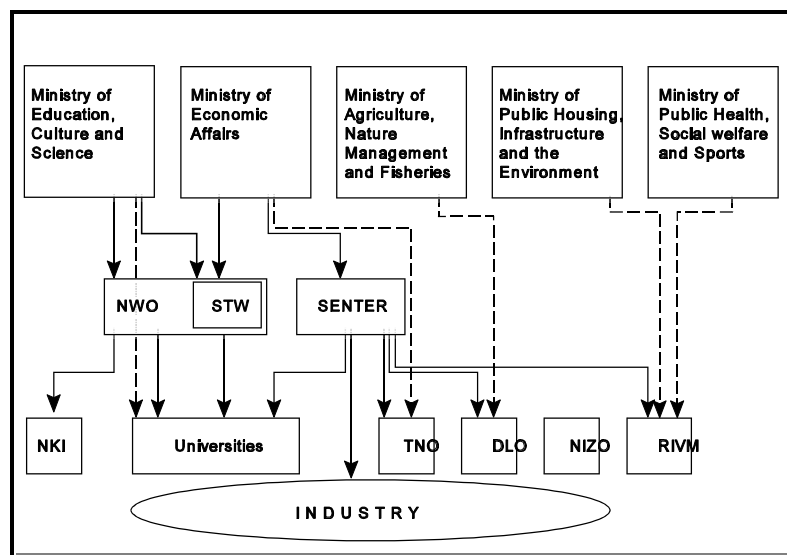 Ministry of
Education,
Culture and
Science
Ministry of
Economic
Affairs
Ministry of
Agriculture,
Nature
Management
and Fisheries
Ministry of
Public Housing,
Infrastructure
and the
Environment
Ministry of
Public Health,
Social welfare
and Sports
NWO
STW
SENTER
NKI
Universities
TNO
DLO
NIZO
RIVM
INDUSTRY